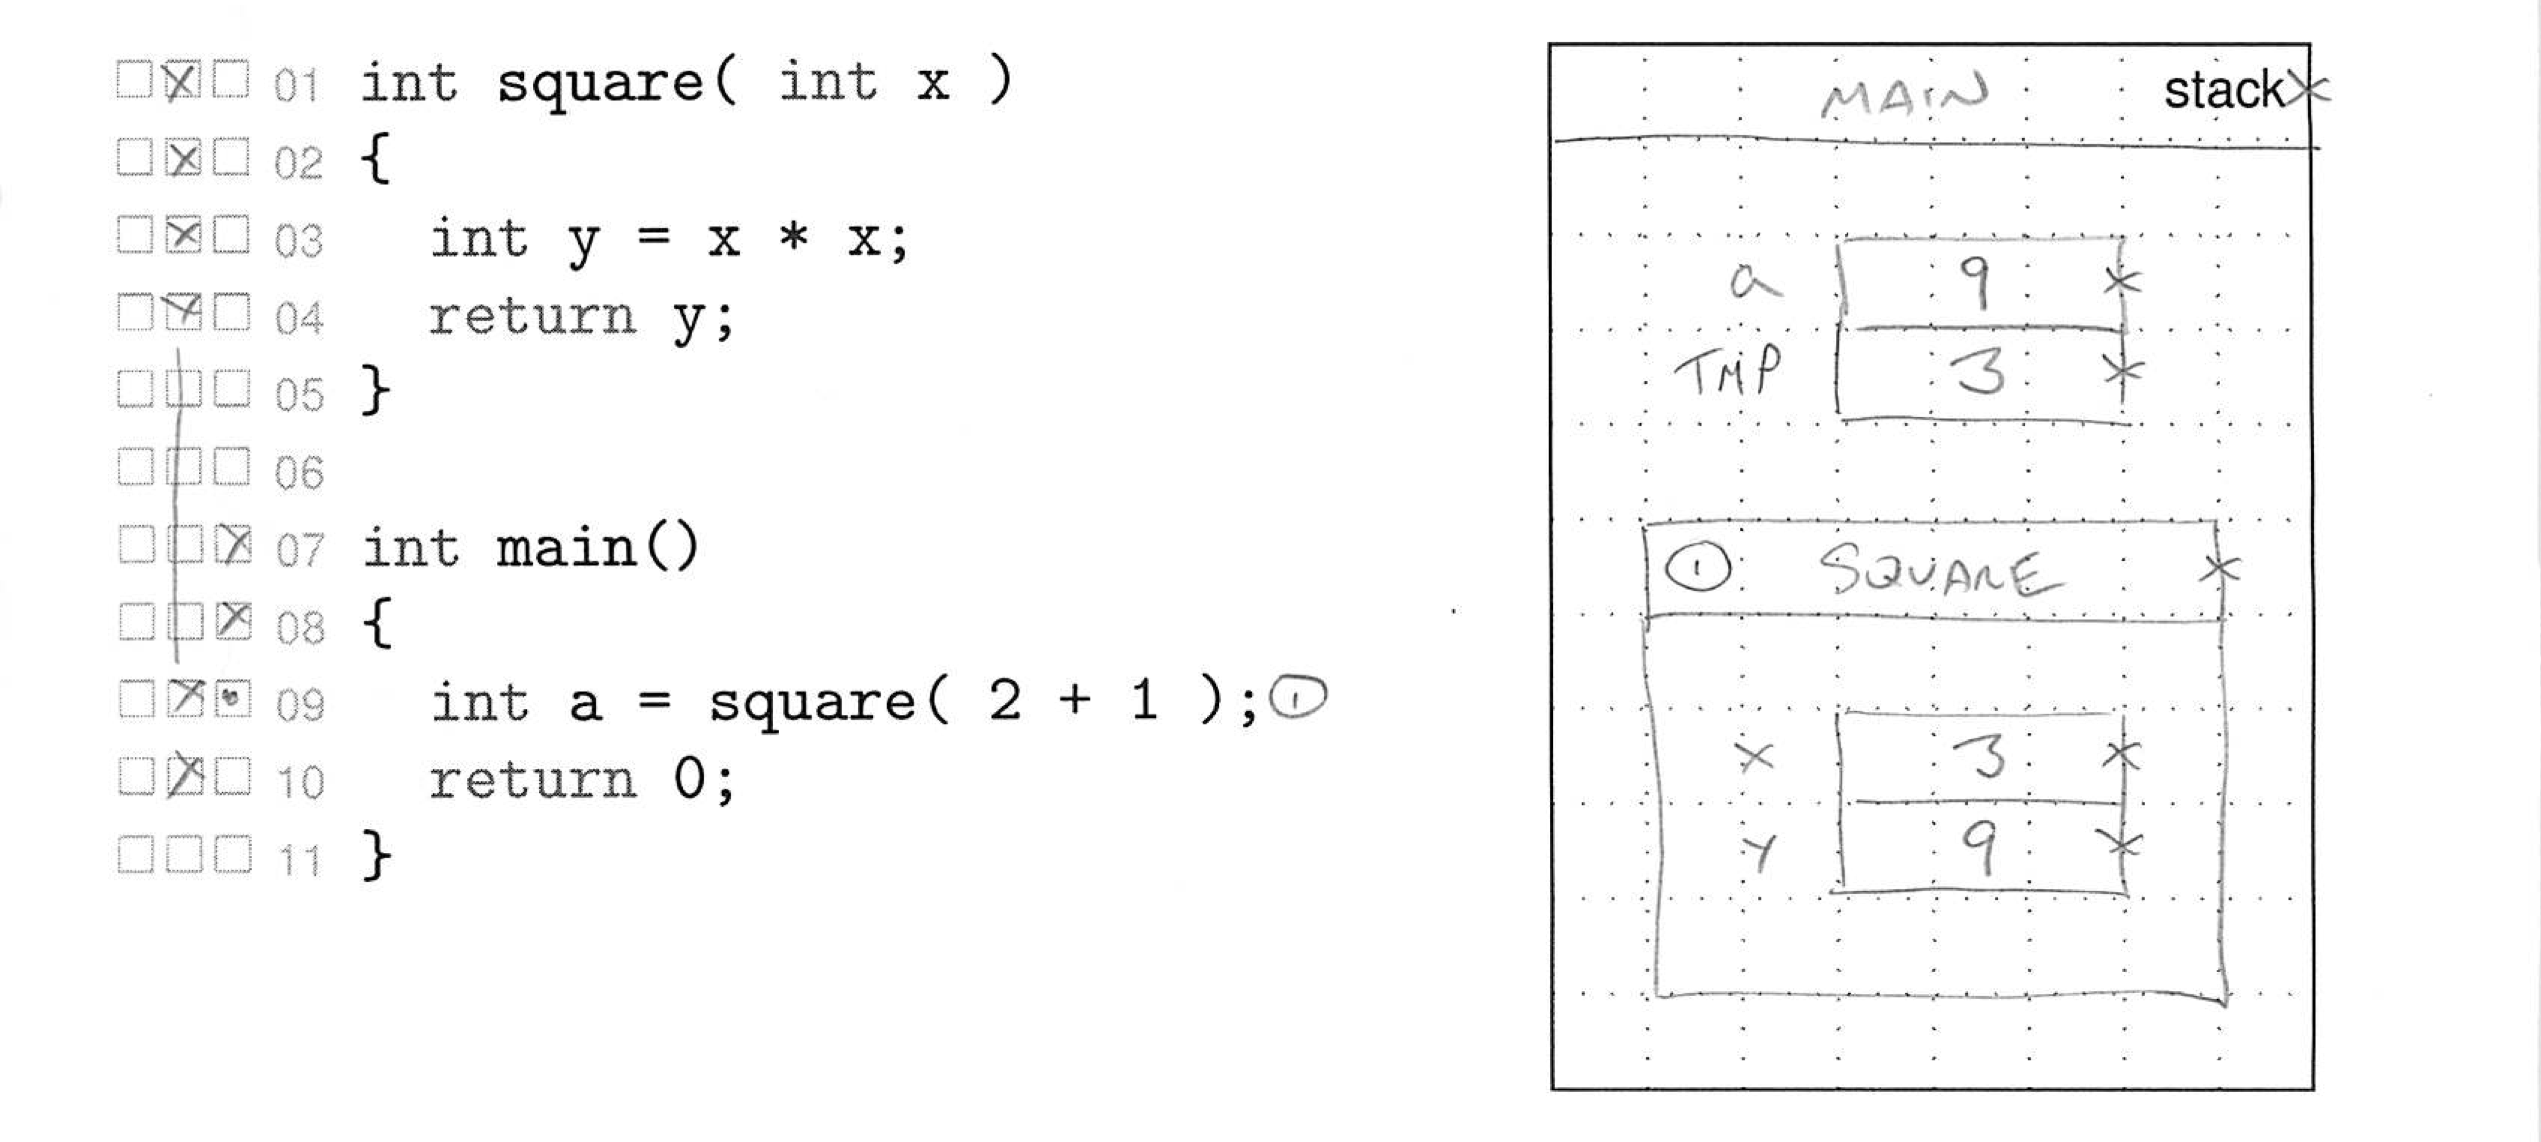 01 int square( int x )
02 {
03   int y = x * x;
04   return y;
05 }
06
07 int main()
08 {
09   int a = square( 2 + 1 ); ①
10   return 0;
11 }
MAIN stack
a 9
TMP 3
① SQUARE
x 3
y 9